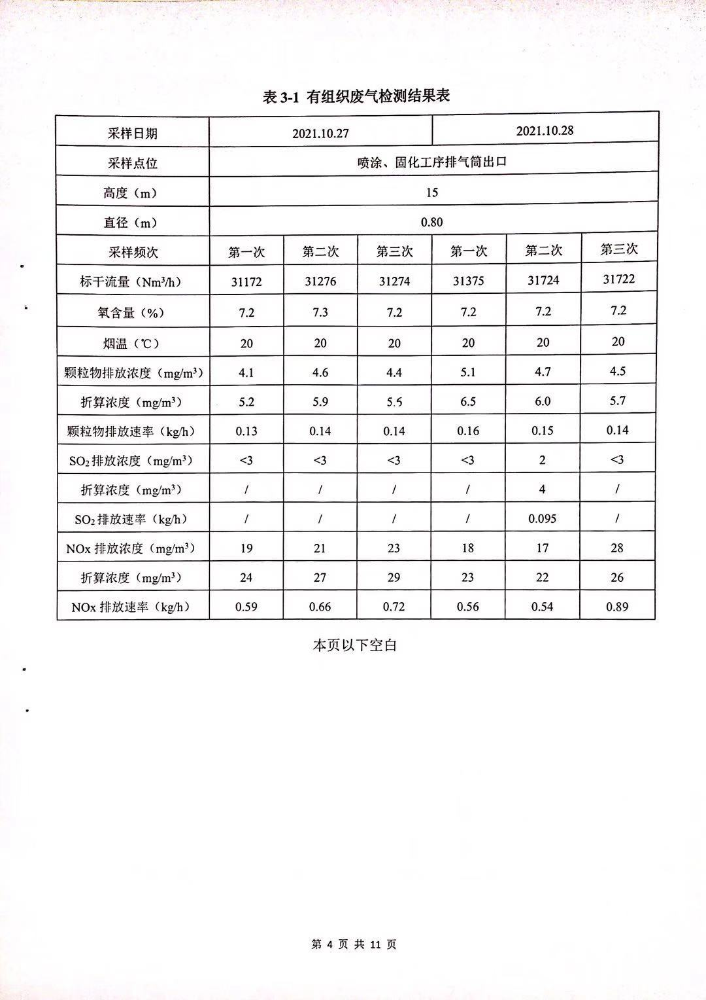 表 3-1 有组织废气检测结果表
采样日期 2021.10.27 2021.10.28
采样点位 喷涂、固化工序排气筒出口
高度（m） 15
直径（m） 0.80
采样频次 第一次 第二次 第三次 第一次 第二次 第三次
标干流量（Nm³/h） 31172 31276 31274 31375 31724 31722
氧含量（%） 7.2 7.3 7.2 7.2 7.2 7.2
烟温（℃） 20 20 20 20 20 20
颗粒物排放浓度（mg/m³） 4.1 4.6 4.4 5.1 4.7 4.5
折算浓度（mg/m³） 5.2 5.9 5.5 6.5 6.0 5.7
颗粒物排放速率（kg/h） 0.13 0.14 0.14 0.16 0.15 0.14
SO₂排放浓度（mg/m³） <3 <3 <3 <3 2 <3
折算浓度（mg/m³） / / / / 4 /
SO₂排放速率（kg/h） / / / / 0.095 /
NOx 排放浓度（mg/m³） 19 21 23 18 17 28
折算浓度（mg/m³） 24 27 29 23 22 26
NOx 排放速率（kg/h） 0.59 0.66 0.72 0.56 0.54 0.89
本页以下空白
第 4 页 共 11 页